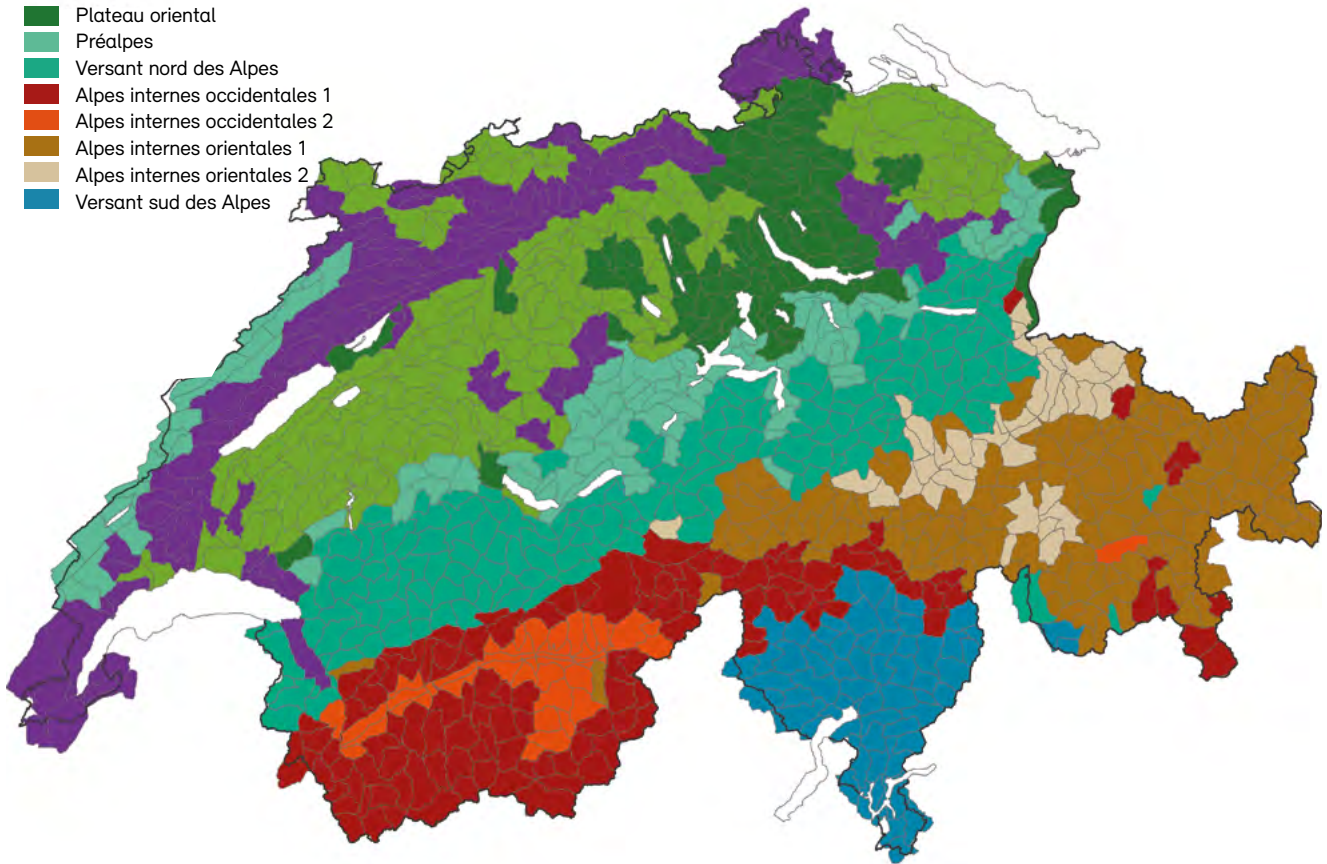 Plateau oriental
Préalpes
Versant nord des Alpes
Alpes internes occidentales 1
Alpes internes occidentales 2
Alpes internes orientales 1
Alpes internes orientales 2
Versant sud des Alpes